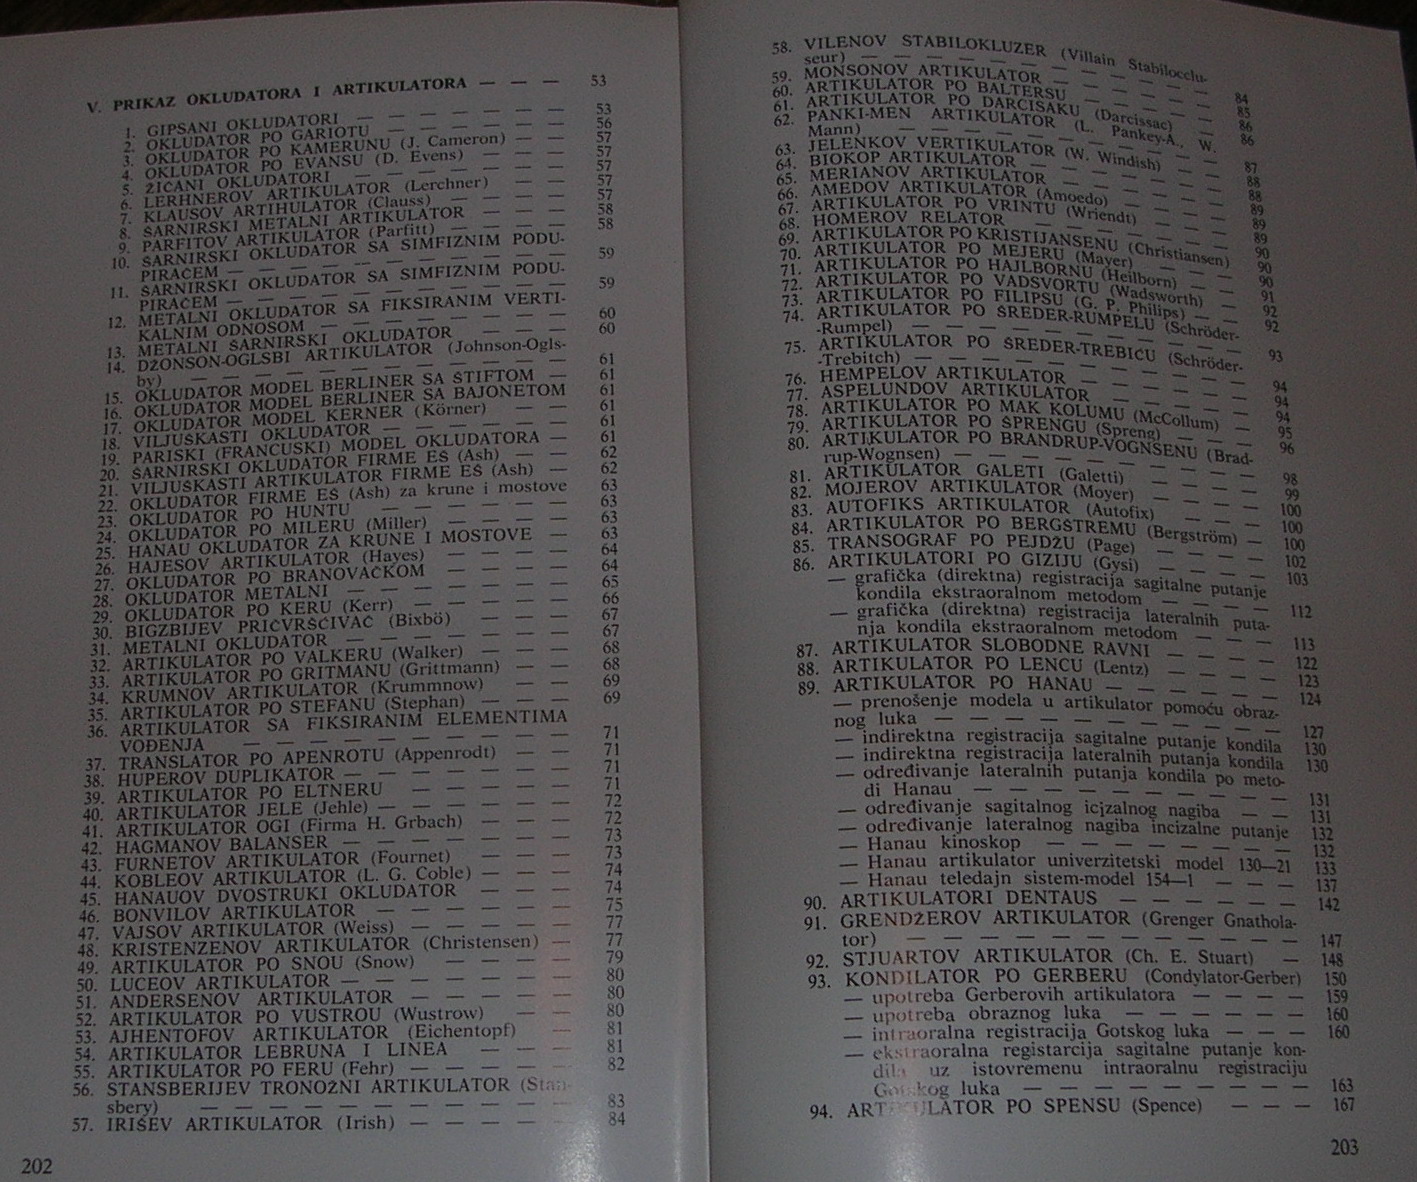 V. PRIKAZ OKLUDATORA I ARTIKULATORA — — — 53
1. GIPSANI OKLUDATORI — — — — — — — 53
2. OKLUDATOR PO GARIOTU — — — — — — 56
3. OKLUDATOR PO KAMERUNU (J. Cameron) — — 57
4. OKLUDATOR PO EVANSU (D. Evens) — — — 57
5. ŽIČANI OKLUDATORI — — — — — — — 57
6. LERHNEROV ARTIKULATOR (Lerchner) — — 57
7. KLAUSOV ARTIHULATOR (Clauss) — — — 57
8. ŠARNIRSKI METALNI ARTIKULATOR — — — 58
9. PARFITOV ARTIKULATOR (Parfitt) — — — 58
10. ŠARNIRSKI OKLUDATOR SA SIMFIZNIM PODU-
PIRAČEM — — — — — — — — — — 59
11. ŠARNIRSKI OKLUDATOR SA SIMFIZNIM PODU-
PIRAČEM — — — — — — — — — — 59
12. METALNI OKLUDATOR SA FIKSIRANIM VERTI-
KALNIM ODNOSOM — — — — — — — — 60
13. METALNI ŠARNIRSKI OKLUDATOR — — — 60
14. DŽONSON-OGLSBI ARTIKULATOR (Johnson-Ogls-
by) — — — — — — — — — — — 61
15. OKLUDATOR MODEL BERLINER SA ŠTIFTOM — 61
16. OKLUDATOR MODEL BERLINER SA BAJONETOM 61
17. OKLUDATOR MODEL KERNER (Körner) — — 61
18. VILJUŠKASTI OKLUDATOR — — — — — — 61
19. PARISKI (FRANCUSKI) MODEL OKLUDATORA — 61
20. ŠARNIRSKI OKLUDATOR FIRME EŠ (Ash) — — 62
21. VILJUŠKASTI ARTIKULATOR FIRME EŠ (Ash) — 62
22. OKLUDATOR FIRME EŠ (Ash) za krune i mostove 63
23. OKLUDATOR PO HUNTU — — — — — — 63
24. OKLUDATOR PO MILERU (Miller) — — — — 63
25. HANAU OKLUDATOR ZA KRUNE I MOSTOVE — 63
26. HAJESOV ARTIKULATOR (Hayes) — — — — 64
27. OKLUDATOR PO BRANOVAČKOM — — — — 64
28. OKLUDATOR METALNI — — — — — — — 65
29. OKLUDATOR PO KERU (Kerr) — — — — — 66
30. BIGZBIJEV PRIČVRŠĆIVAČ (Bixbö) — — — 67
31. METALNI OKLUDATOR — — — — — — — 67
32. ARTIKULATOR PO VALKERU (Walker) — — — 68
33. ARTIKULATOR PO GRITMANU (Grittmann) — — 68
34. KRUMNOV ARTIKULATOR (Krummnow) — — 69
35. ARTIKULATOR PO STEFANU (Stephan) — — — 69
36. ARTIKULATOR SA FIKSIRANIM ELEMENTIMA
VOĐENJA — — — — — — — — — — 71
37. TRANSLATOR PO APENROTU (Appenrodt) — — 71
38. HUPEROV DUPLIKATOR — — — — — — — 71
39. ARTIKULATOR PO ELTNERU — — — — — 71
40. ARTIKULATOR JELE (Jehle) — — — — — — 72
41. ARTIKULATOR OGI (Firma H. Grbach) — — — 72
42. HAGMANOV BALANSER — — — — — — — 73
43. FURNETOV ARTIKULATOR (Fournet) — — — 73
44. KOBLEOV ARTIKULATOR (L. G. Coble) — — — 74
45. HANAUOV DVOSTRUKI OKLUDATOR — — — 74
46. BONVILOV ARTIKULATOR — — — — — — 75
47. VAJSOV ARTIKULATOR (Weiss) — — — — — 77
48. KRISTENZENOV ARTIKULATOR (Christensen) — 77
49. ARTIKULATOR PO SNOU (Snow) — — — — 79
50. LUCEOV ARTIKULATOR — — — — — — — 80
51. ANDERSENOV ARTIKULATOR — — — — — 80
52. ARTIKULATOR PO VUSTROU (Wustrow) — — 80
53. AJHENTOFOV ARTIKULATOR (Eichentopf) — 81
54. ARTIKULATOR LEBRUNA I LINEA — — — 81
55. ARTIKULATOR PO FERU (Fehr) — — — — — 82
56. STANSBERIJEV TRONOŽNI ARTIKULATOR (Stan-
sbery) — — — — — — — — — — — 83
57. IRIŠEV ARTIKULATOR (Irish) — — — — — 84
202
58. VILENOV STABILOKLUZER (Villain Stabilocclu-
seur) — — — — — — — — — — — 84
59. MONSONOV ARTIKULATOR — — — — — — 85
60. ARTIKULATOR PO BALTERSU — — — — — 86
61. ARTIKULATOR PO DARCISAKU (Darcissac) — 86
62. PANKI-MEN ARTIKULATOR (L. Pankey-A., W.
Mann) — — — — — — — — — — — 87
63. JELENKOV VERTIKULATOR (W. Windish) — — 88
64. BIOKOP ARTIKULATOR — — — — — — — 88
65. MERIANOV ARTIKULATOR — — — — — — 89
66. AMEDOV ARTIKULATOR (Amoedo) — — — — 89
67. ARTIKULATOR PO VRINTU (Wriendt) — — — 89
68. HOMEROV RELATOR — — — — — — — 90
69. ARTIKULATOR PO KRISTIJANSENU (Christiansen) 90
70. ARTIKULATOR PO MEJERU (Mayer) — — — 90
71. ARTIKULATOR PO HAJLBORNU (Heilborn) — — 91
72. ARTIKULATOR PO VADSVORTU (Wadsworth) — 92
73. ARTIKULATOR PO FILIPSU (G. P. Philips) — — 92
74. ARTIKULATOR PO ŠREDER-RUMPELU (Schröder-
-Rumpel) — — — — — — — — — — 93
75. ARTIKULATOR PO ŠREDER-TREBIČU (Schröder-
-Trebitch) — — — — — — — — — — 94
76. HEMPELOV ARTIKULATOR — — — — — — 94
77. ASPELUNDOV ARTIKULATOR — — — — — 94
78. ARTIKULATOR PO MAK KOLUMU (McCollum) — 95
79. ARTIKULATOR PO ŠPRENGU (Spreng) — — — 96
80. ARTIKULATOR PO BRANDRUP-VOGNSENU (Brad-
rup-Wognsen) — — — — — — — — — 98
81. ARTIKULATOR GALETI (Galetti) — — — — 99
82. MOJEROV ARTIKULATOR (Moyer) — — — — 100
83. AUTOFIKS ARTIKULATOR (Autofix) — — — — 100
84. ARTIKULATOR PO BERGSTREMU (Bergström) — 100
85. TRANSOGRAF PO PEJDŽU (Page) — — — — 102
86. ARTIKULATORI PO GIZIJU (Gysi) — — — — 103
— grafička (direktna) registracija sagitalne putanje
kondila ekstraoralnom metodom — — — — 112
— grafička (direktna) registracija lateralnih puta-
nja kondila ekstraoralnom metodom — — — 113
87. ARTIKULATOR SLOBODNE RAVNI — — — — 122
88. ARTIKULATOR PO LENCU (Lentz) — — — — 123
89. ARTIKULATOR PO HANAU — — — — — — 124
— prenošenje modela u artikulator pomoću obraz-
nog luka — — — — — — — — — — 127
— indirektna registracija sagitalne putanje kondila 130
— indirektna registracija lateralnih putanja kondila 130
— određivanje lateralnih putanja kondila po meto-
di Hanau — — — — — — — — — — 131
— određivanje sagitalnog icjzalnog nagiba — — 131
— određivanje lateralnog nagiba incizalne putanje 132
— Hanau kinoskop — — — — — — — — 132
— Hanau artikulator univerzitetski model 130—21 133
— Hanau teledajn sistem-model 154—1 — — — 137
90. ARTIKULATORI DENTAUS — — — — — — 142
91. GRENDŽEROV ARTIKULATOR (Grenger Gnathola-
tor) — — — — — — — — — — — 147
92. STJUARTOV ARTIKULATOR (Ch. E. Stuart) — 148
93. KONDILATOR PO GERBERU (Condylator-Gerber) 150
— upotreba Gerberovih artikulatora — — — — 159
— upotreba obraznog luka — — — — — — 160
— intraoralna registracija Gotskog luka — — — 160
— ekstraoralna registarcija sagitalne putanje kon-
dila uz istovremenu intraoralnu registraciju
Gotskog luka — — — — — — — — — 163
94. ARTIKULATOR PO SPENSU (Spence) — — — 167
203